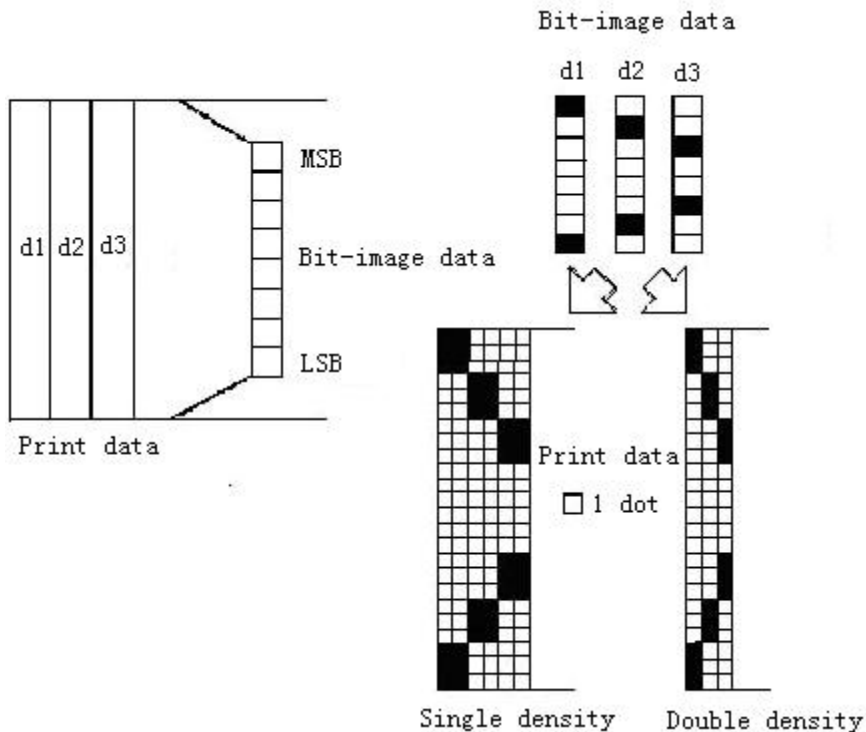 Bit-image data
d1 d2 d3
MSB
d1 d2 d3
Bit-image data
LSB
Print data
Print data
1 dot
Single density
Double density